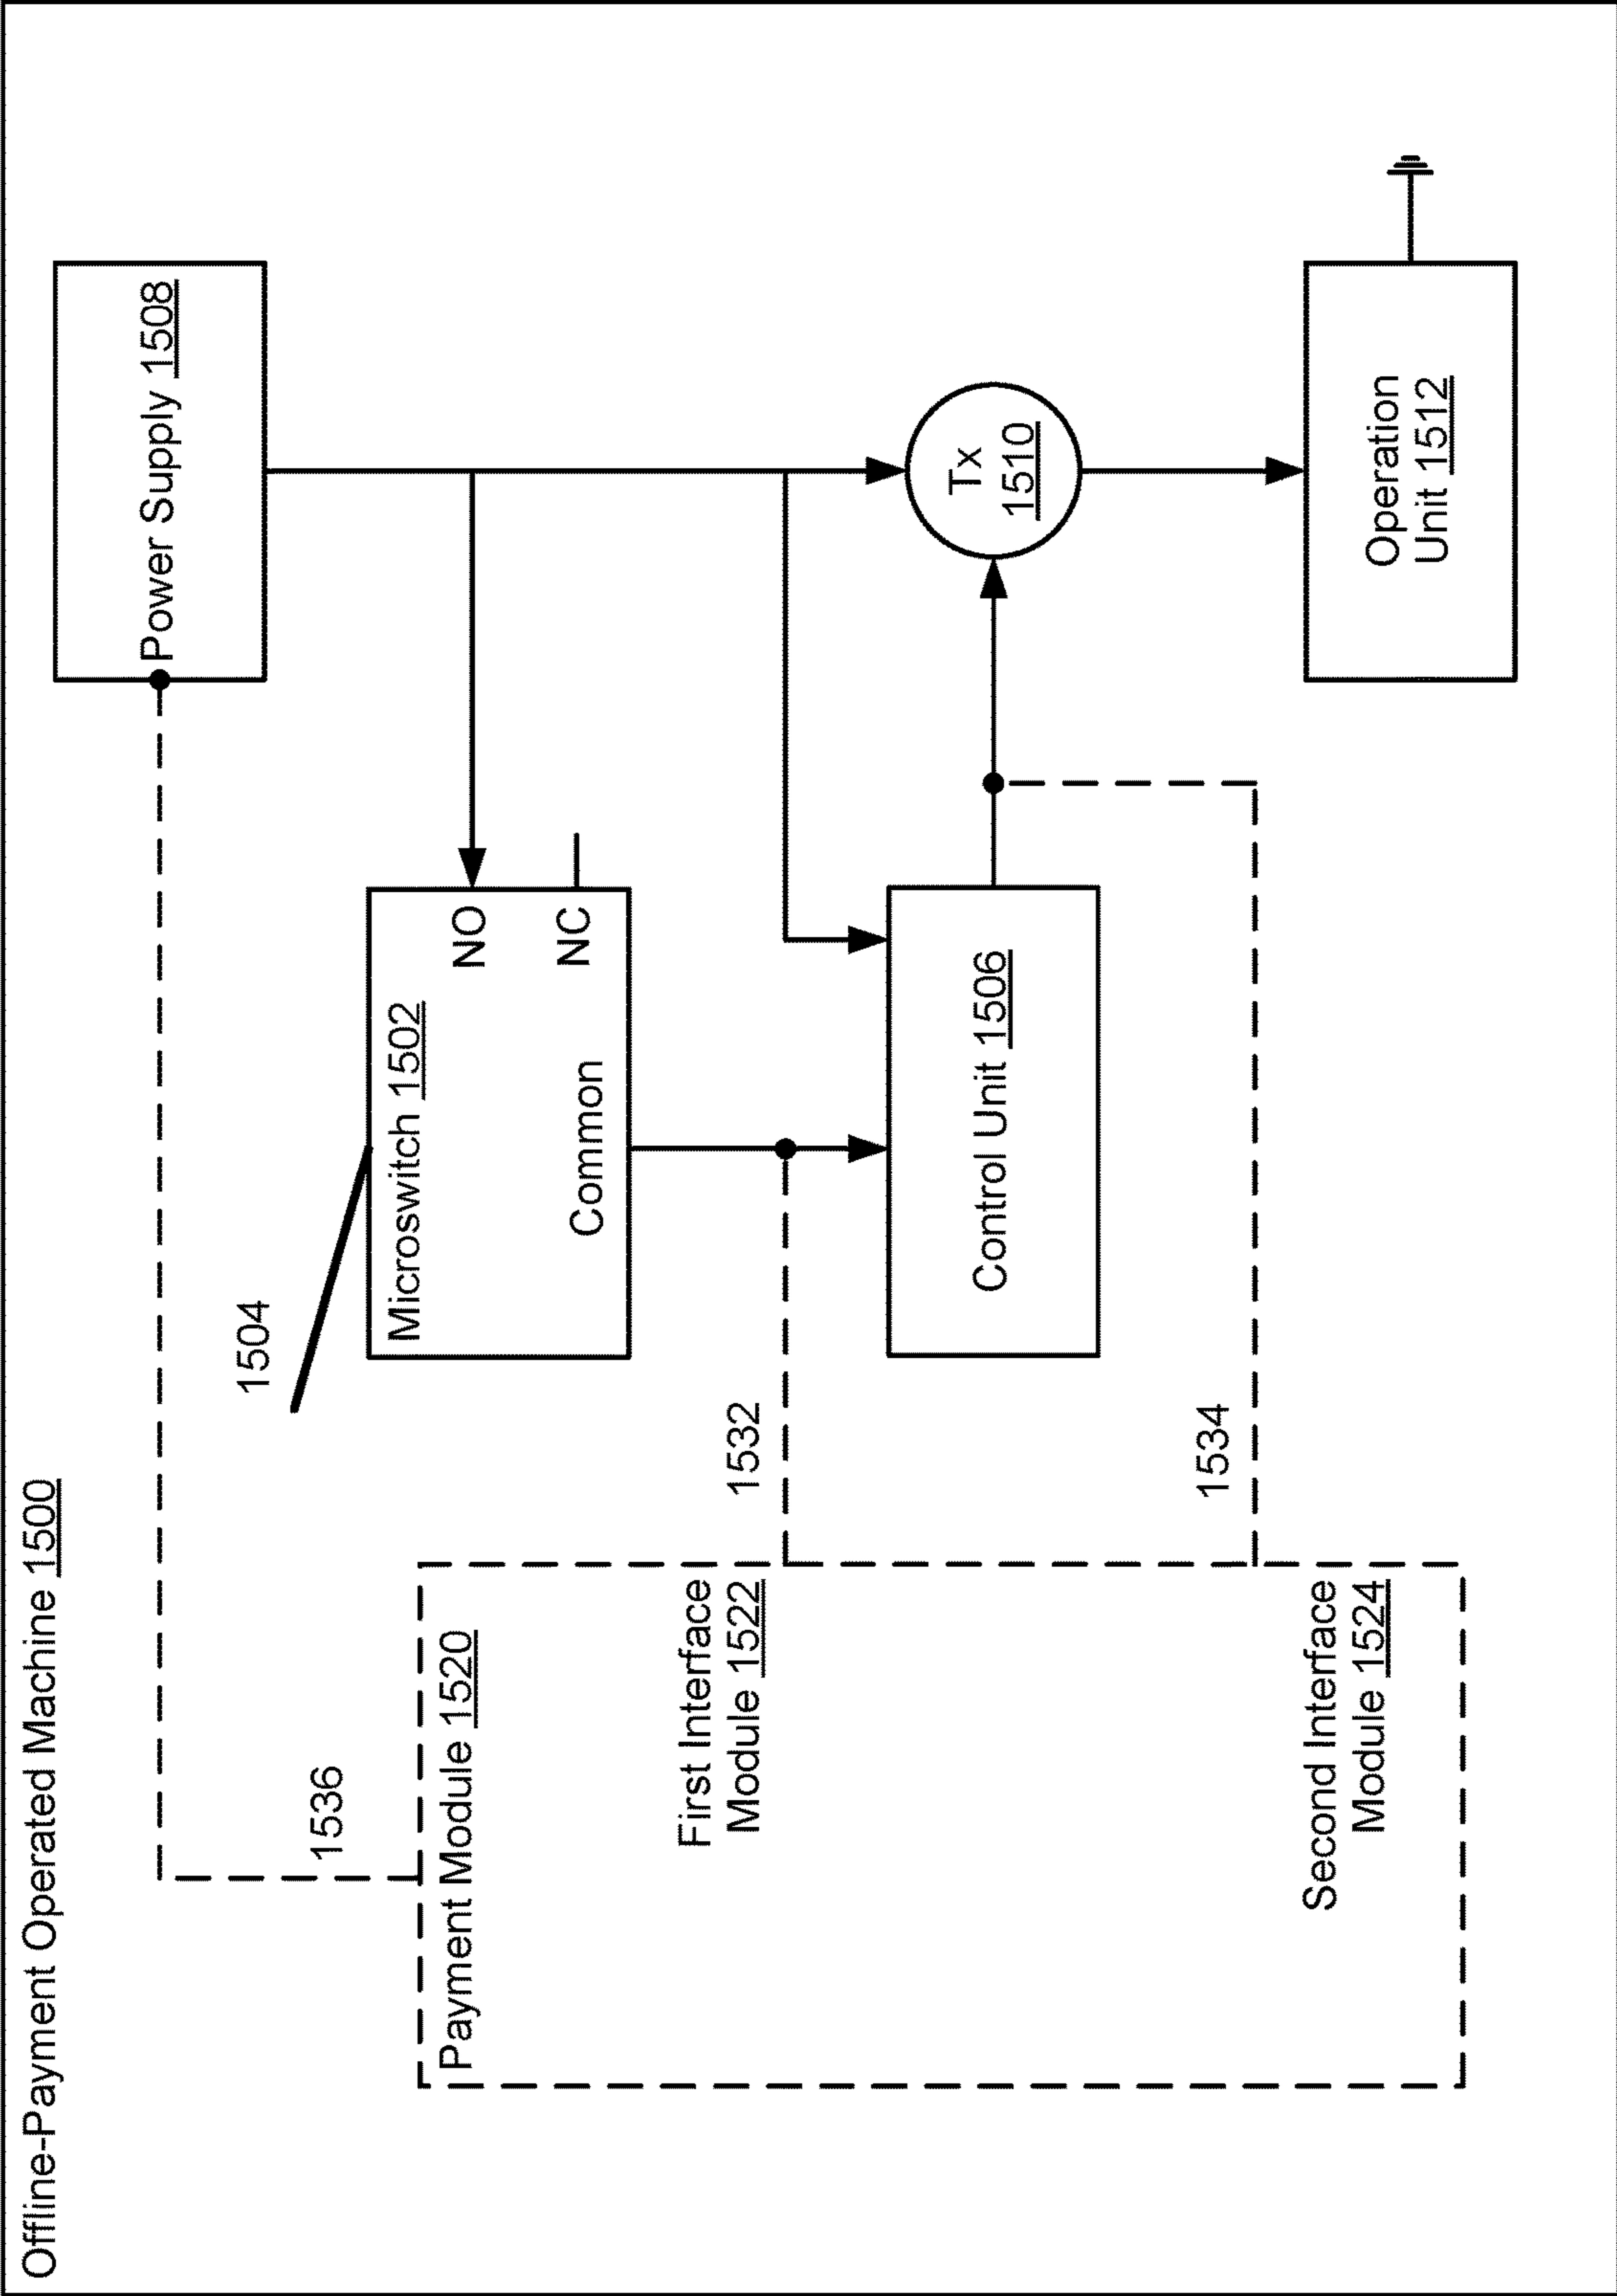 Offline-Payment Operated Machine 1500
Power Supply 1508
1536
1504
Microswitch 1502
NO
NC
Common
Payment Module 1520
First Interface
Module 1522
1532
Control Unit 1506
Tx
1510
1534
Second Interface
Module 1524
Operation
Unit 1512